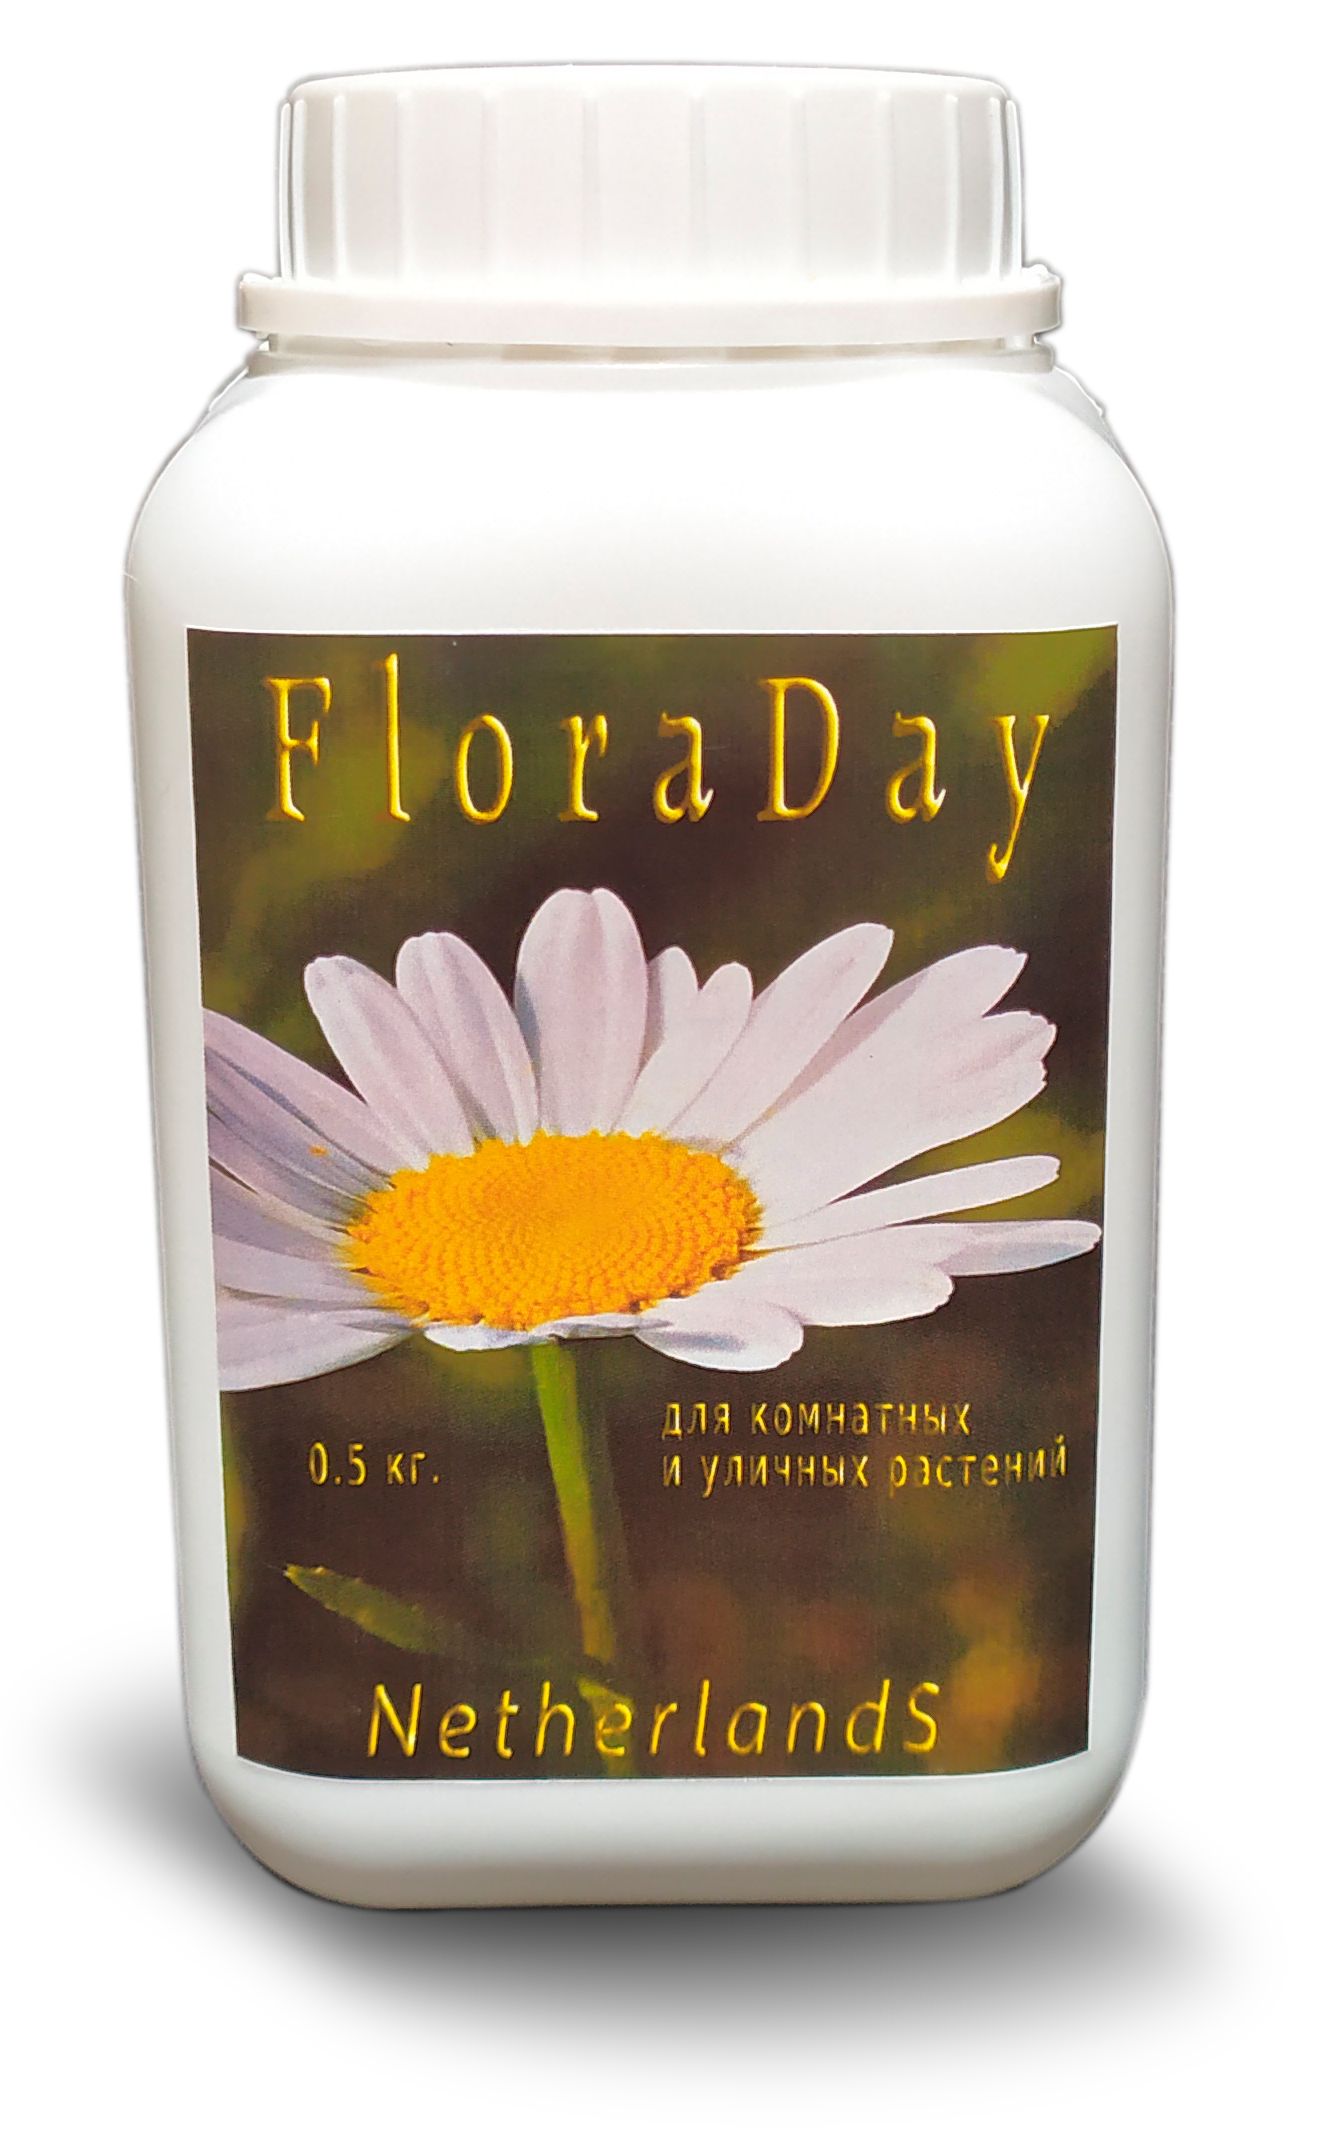 FloraDay
0.5 кг.
для комнатных
и уличных растений
NetherlandS